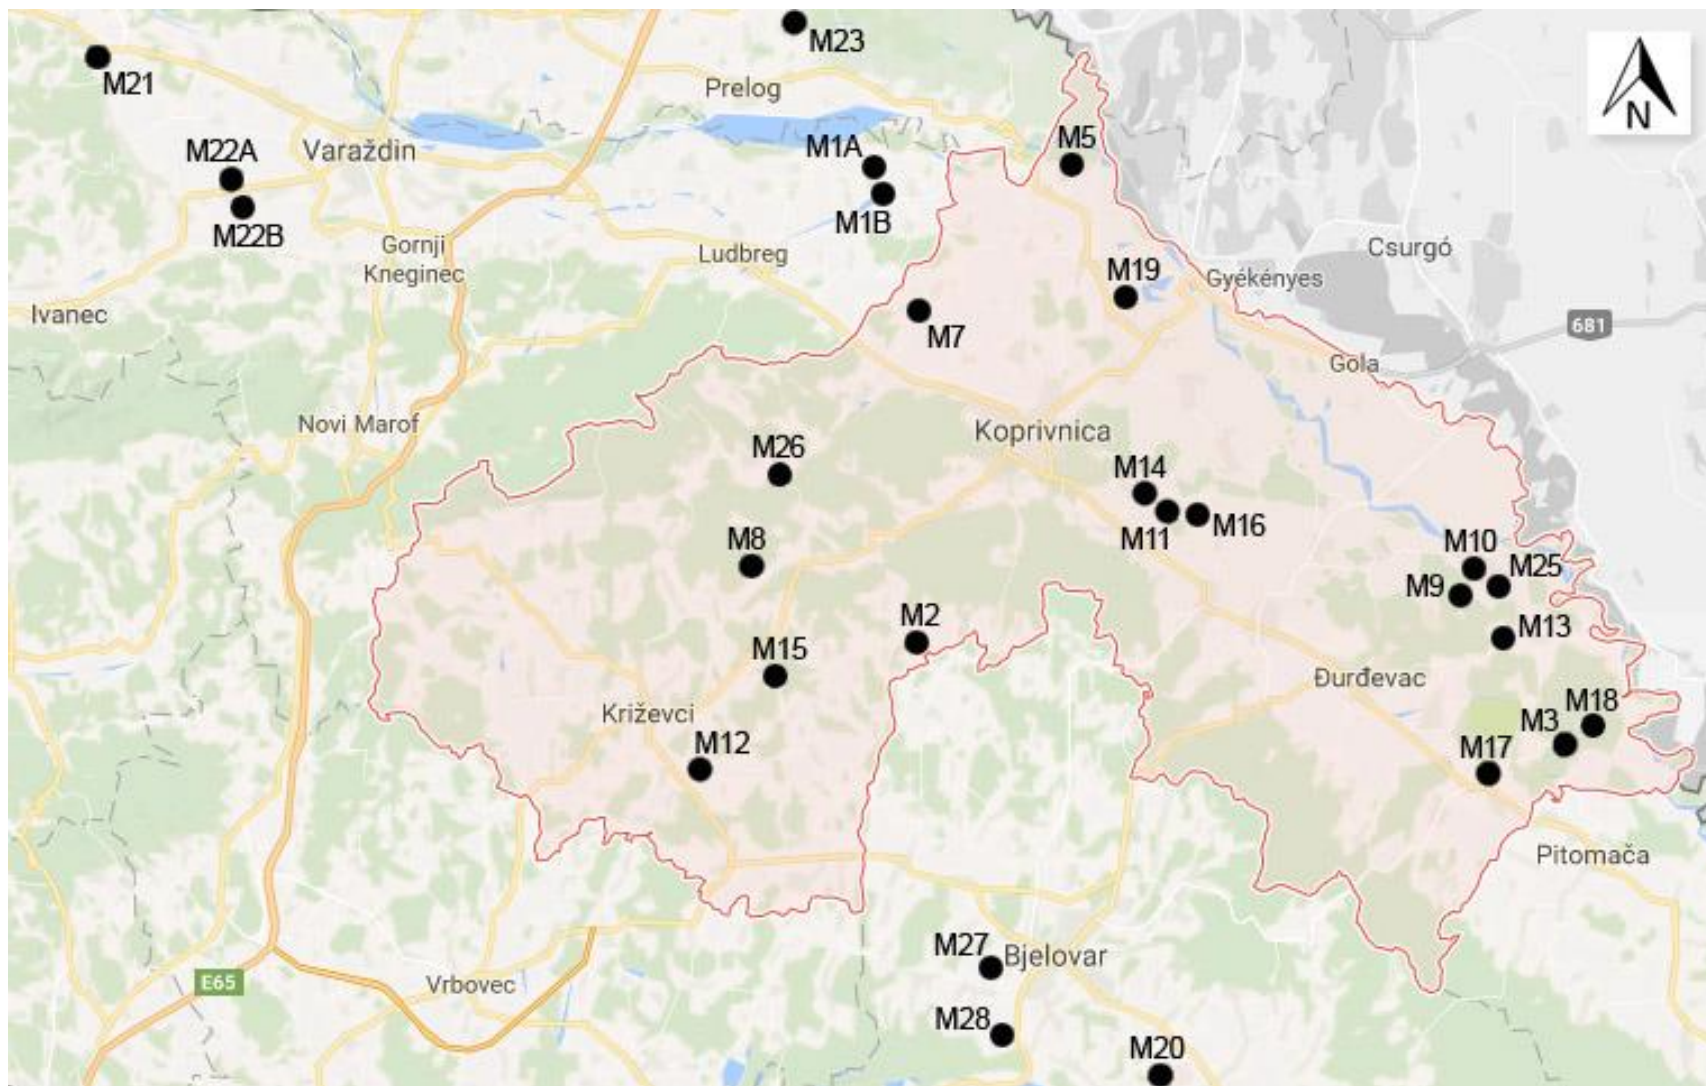 M23
M21
Prelog
N
M22A
Varaždin
M1A
M5
M22B
M1B
Gornji
Kneginec
Ludbreg
Csurgó
M19
Gyékényes
Ivanec
M7
681
Gola
Novi Marof
Koprivnica
M26
M14
M11
M16
M8
M10
M25
M9
M2
M13
M15
Đurđevac
Križevci
M18
M3
M12
M17
Pitomača
M27
Bjelovar
E65
Vrbovec
M28
M20